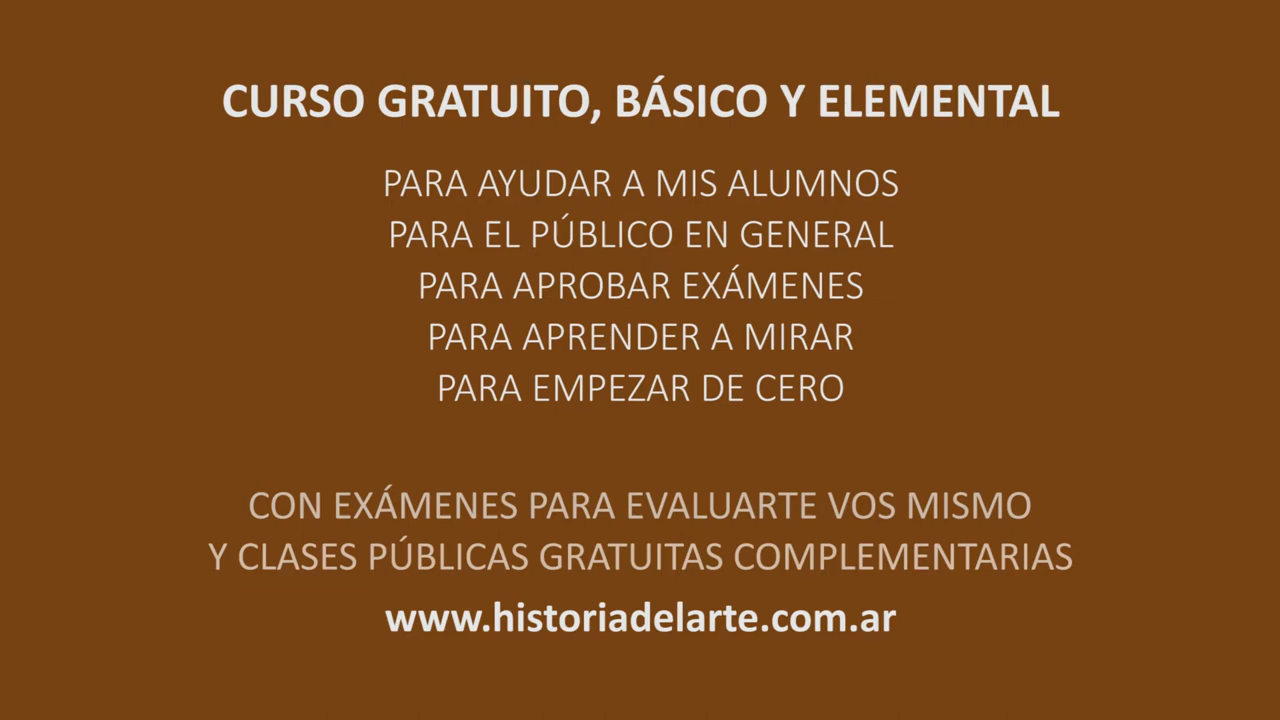 CURSO GRATUITO, BÁSICO Y ELEMENTAL
PARA AYUDAR A MIS ALUMNOS
PARA EL PÚBLICO EN GENERAL
PARA APROBAR EXÁMENES
PARA APRENDER A MIRAR
PARA EMPEZAR DE CERO
CON EXÁMENES PARA EVALUARTE VOS MISMO
Y CLASES PÚBLICAS GRATUITAS COMPLEMENTARIAS
www.historiadelarte.com.ar